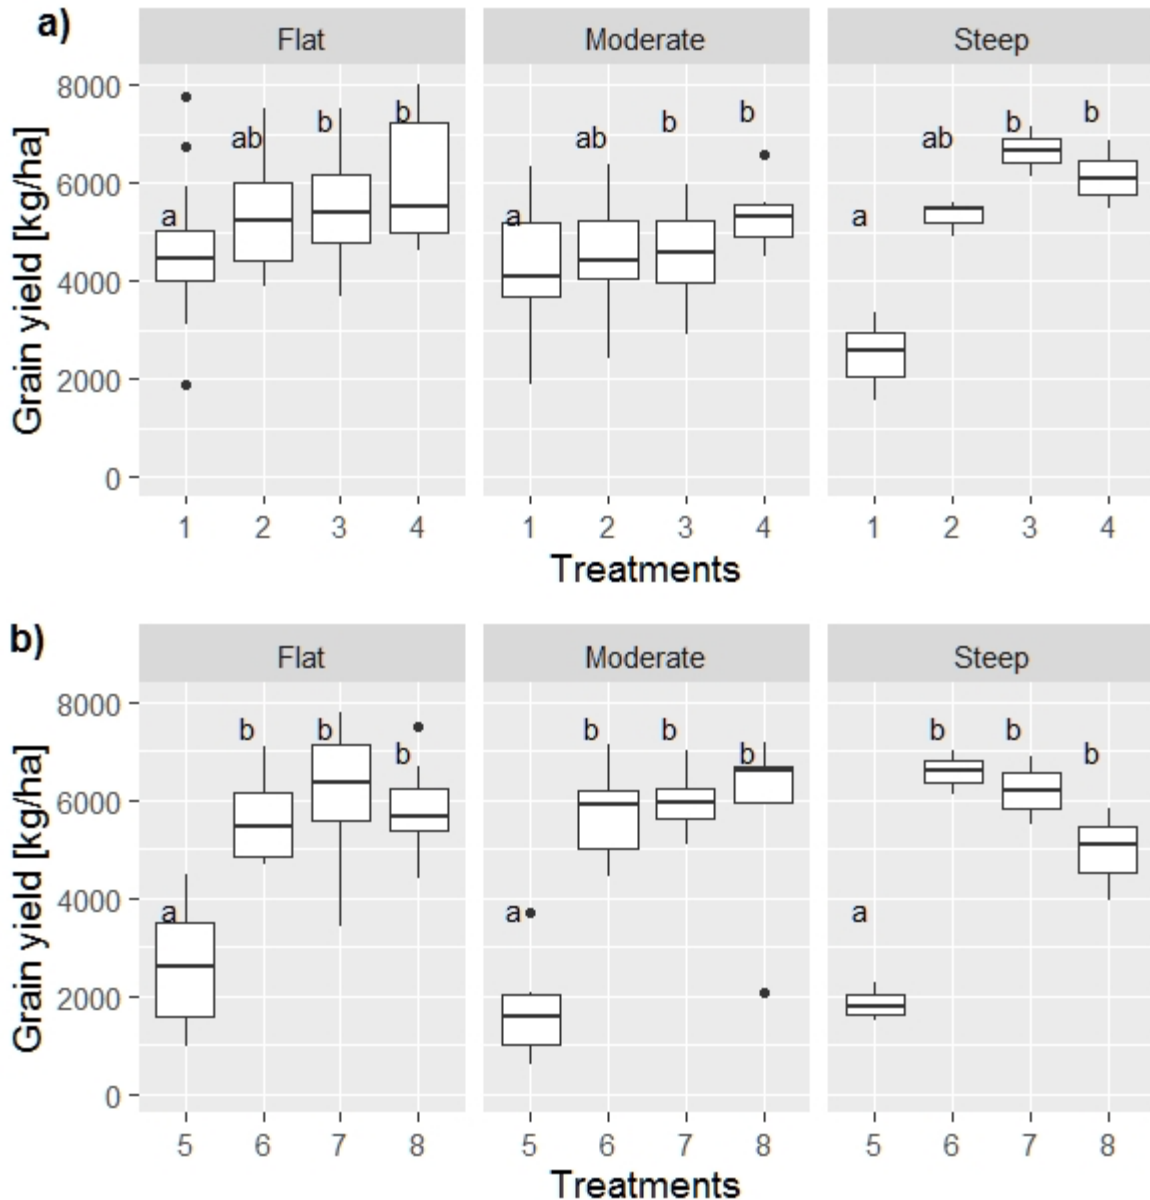 a)
Flat Moderate Steep
Grain yield [kg/ha]
8000
6000
4000
2000
0
a ab b b
a ab b b
a ab b b
1 2 3 4 1 2 3 4 1 2 3 4
Treatments
b)
Flat Moderate Steep
Grain yield [kg/ha]
8000
6000
4000
2000
0
a b b b
a b b b
a b b b
5 6 7 8 5 6 7 8 5 6 7 8
Treatments